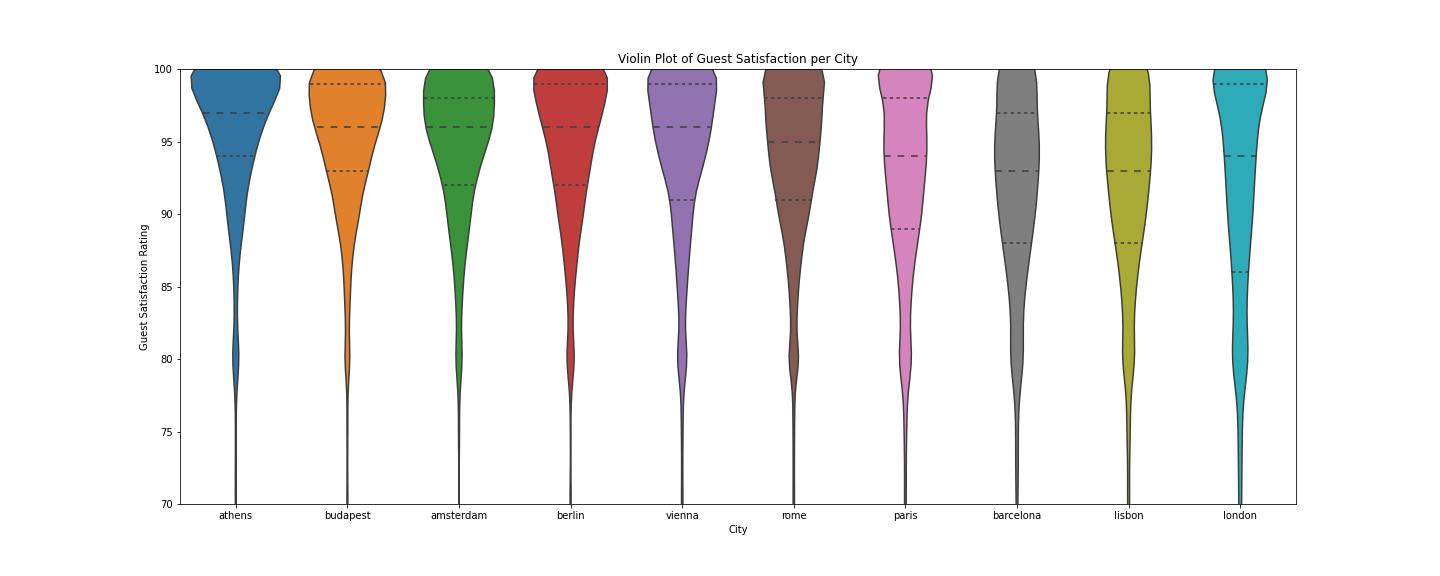 Violin Plot of Guest Satisfaction per City
100
95
90
85
80
75
70
Guest Satisfaction Rating
athens budapest amsterdam berlin vienna rome paris barcelona lisbon london
City